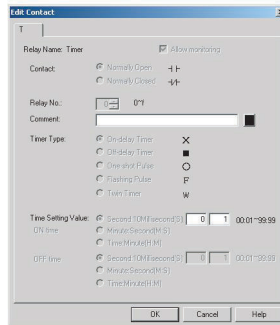 Edit Contact
T
Relay Name: Timer
Allow monitoring
Contact:
Normally Open
Normally Closed
Relay No.:
0
Comment:
Timer Type:
On-delay Timer X
Off-delay Timer
One-shot Pulse
Flashing Pulse F
Twin Timer W
Time Setting Value: Second:10Millisecond(S) 0 1 00:01~99:99
ON time Minute:Second(M:S)
Time:Minute(H:M)
OFF time Second:10Millisecond(S) 0 1 00:01~99:99
Minute:Second(M:S)
Time:Minute(H:M)
OK Cancel Help